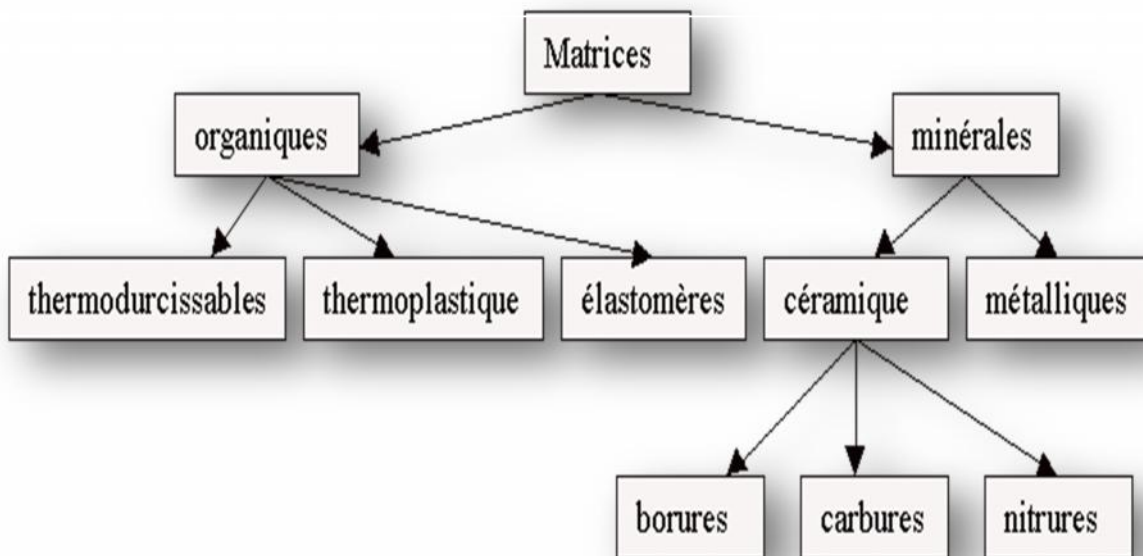 Matrices
organiques
minérales
thermodurcissables
thermoplastique
élastomères
céramique
métalliques
borures
carbures
nitrures